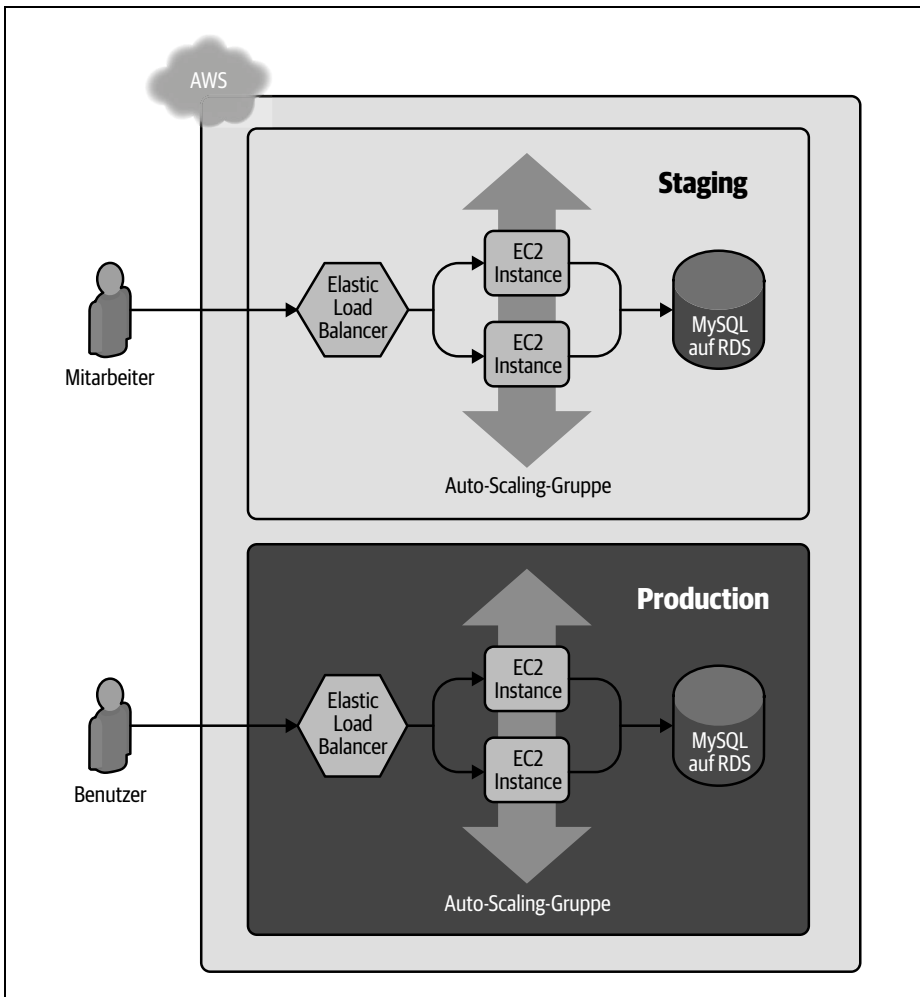 AWS
Staging
EC2
Instance
Elastic
Load
Balancer
EC2
Instance
MySQL
auf RDS
Mitarbeiter
Auto-Scaling-Gruppe
Production
EC2
Instance
Elastic
Load
Balancer
EC2
Instance
MySQL
auf RDS
Benutzer
Auto-Scaling-Gruppe